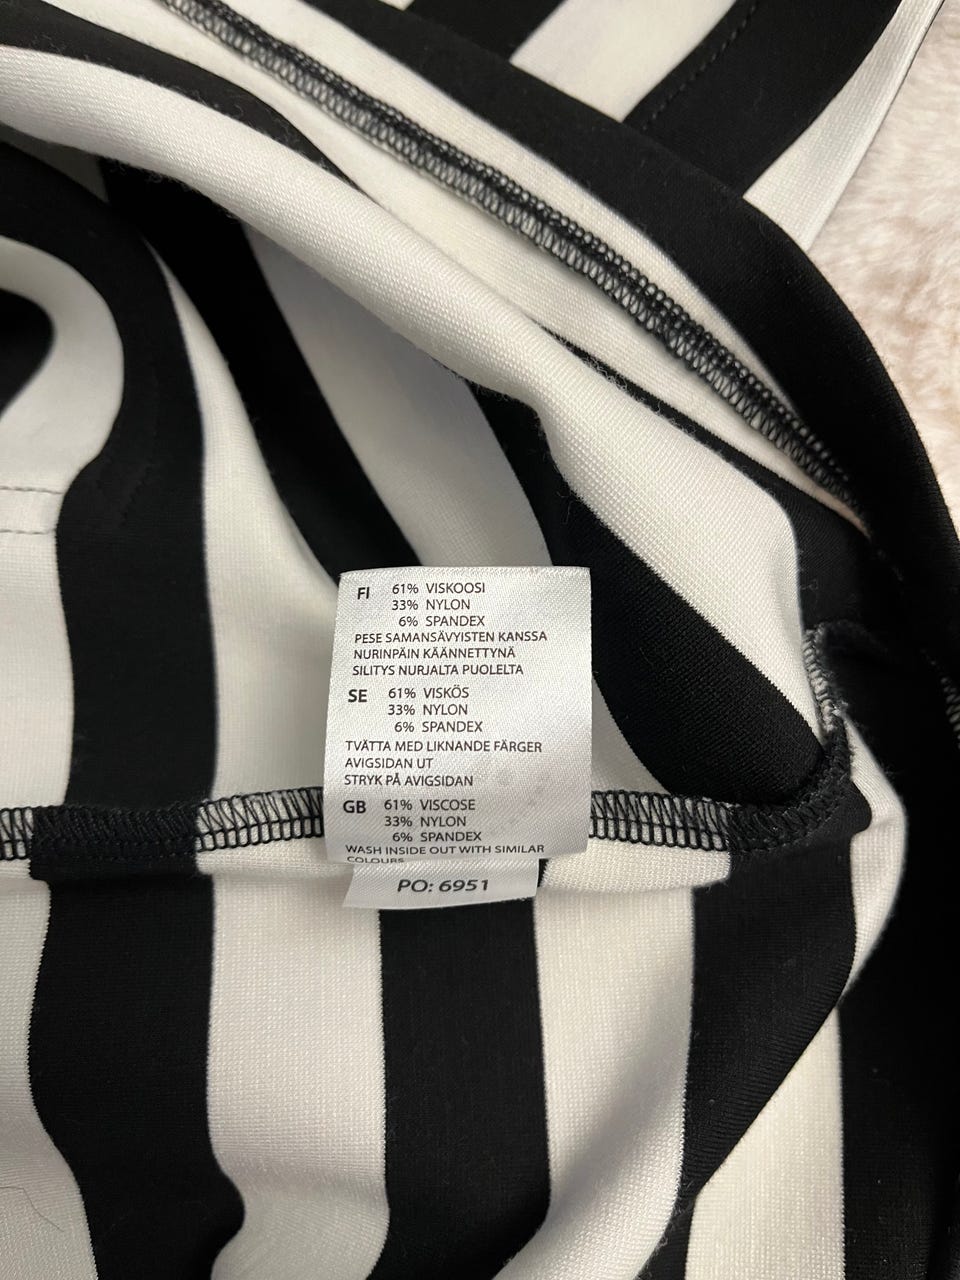 FI 61% VISKOOSI
33% NYLON
6% SPANDEX
PESE SAMANSÄVYISTEN KANSSA
NURINPÄIN KÄÄNNETTYNÄ
SILITYS NURJALTA PUOLELTA
SE 61% VISKÖS
33% NYLON
6% SPANDEX
TVÄTTA MED LIKNANDE FÄRGER
AVIGSIDAN UT
STRYK PÅ AVIGSIDAN
GB 61% VISCOSE
33% NYLON
6% SPANDEX
WASH INSIDE OUT WITH SIMILAR
COLOURS
PO: 6951